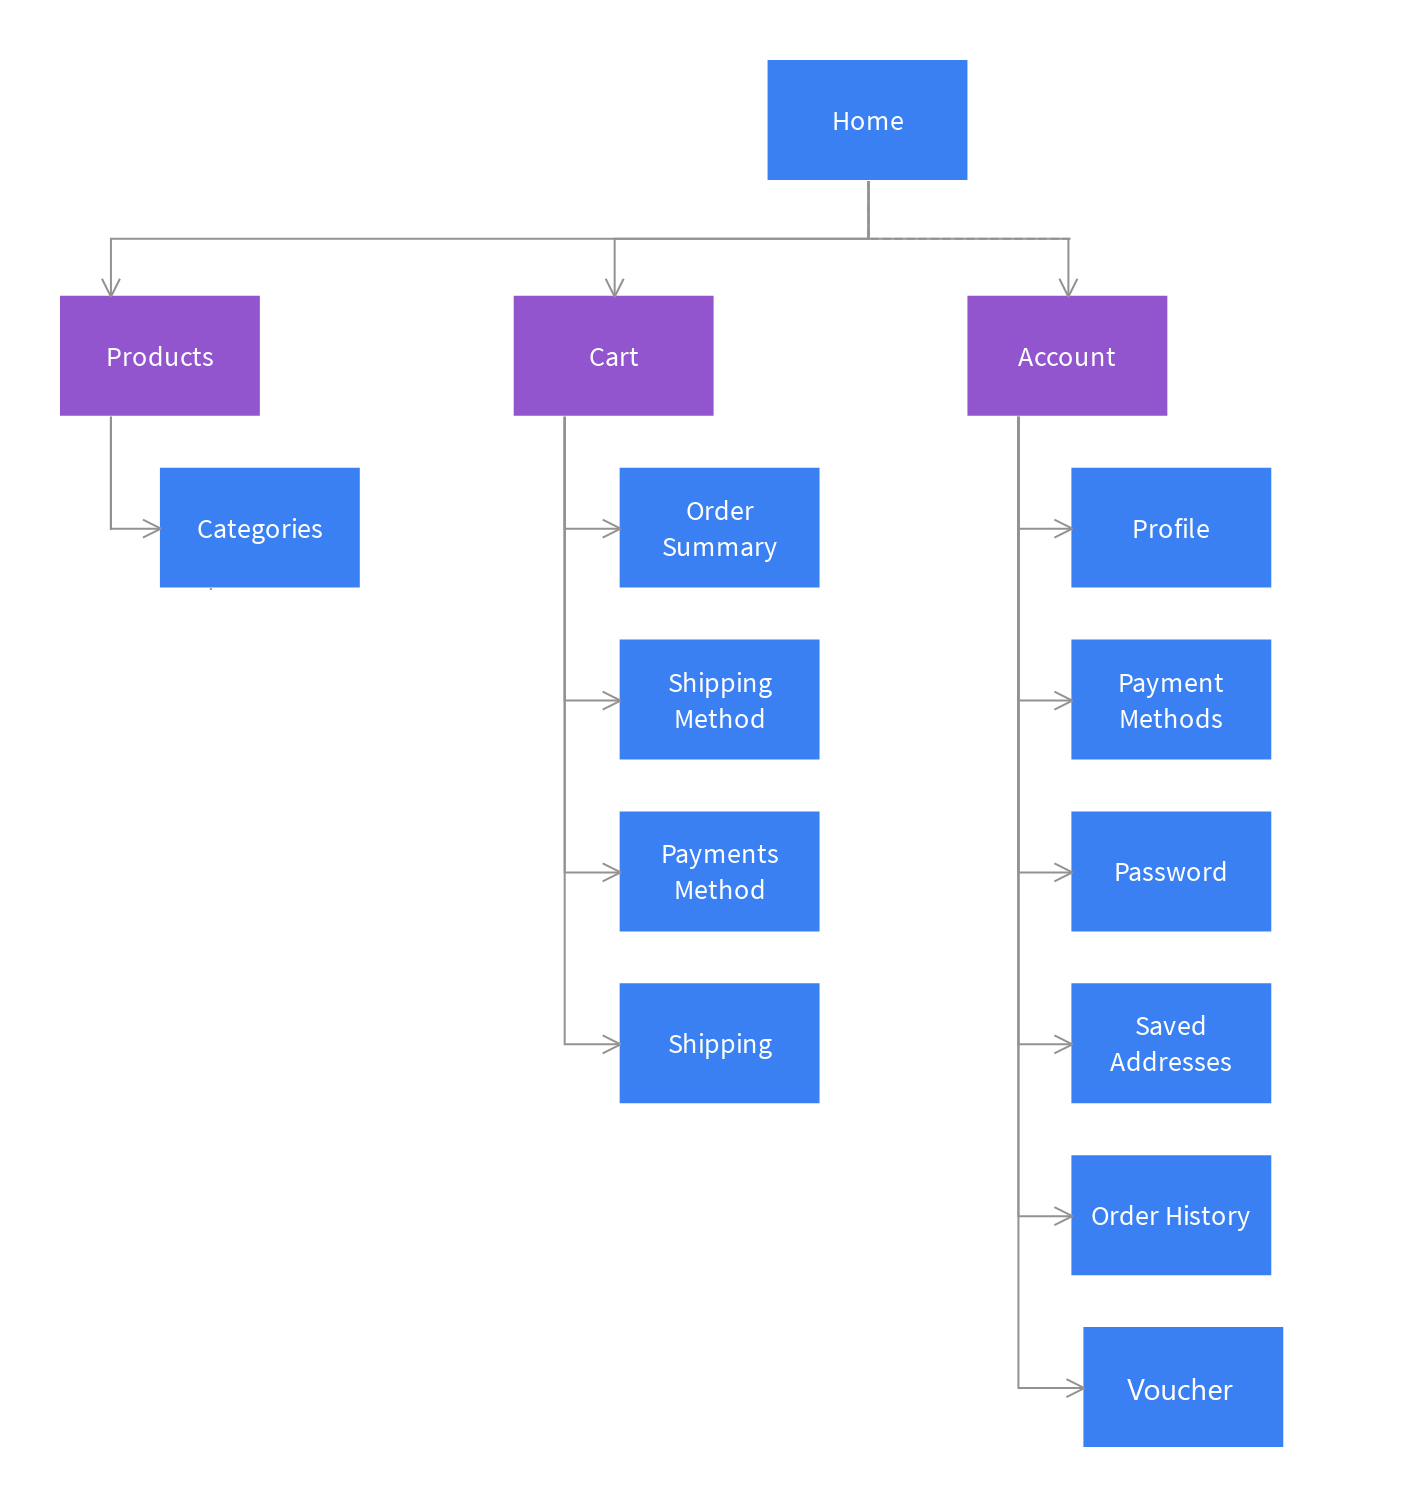 Home
Products
Cart
Account
Categories
Order
Summary
Profile
Shipping
Method
Payment
Methods
Payments
Method
Password
Shipping
Saved
Addresses
Order History
Voucher